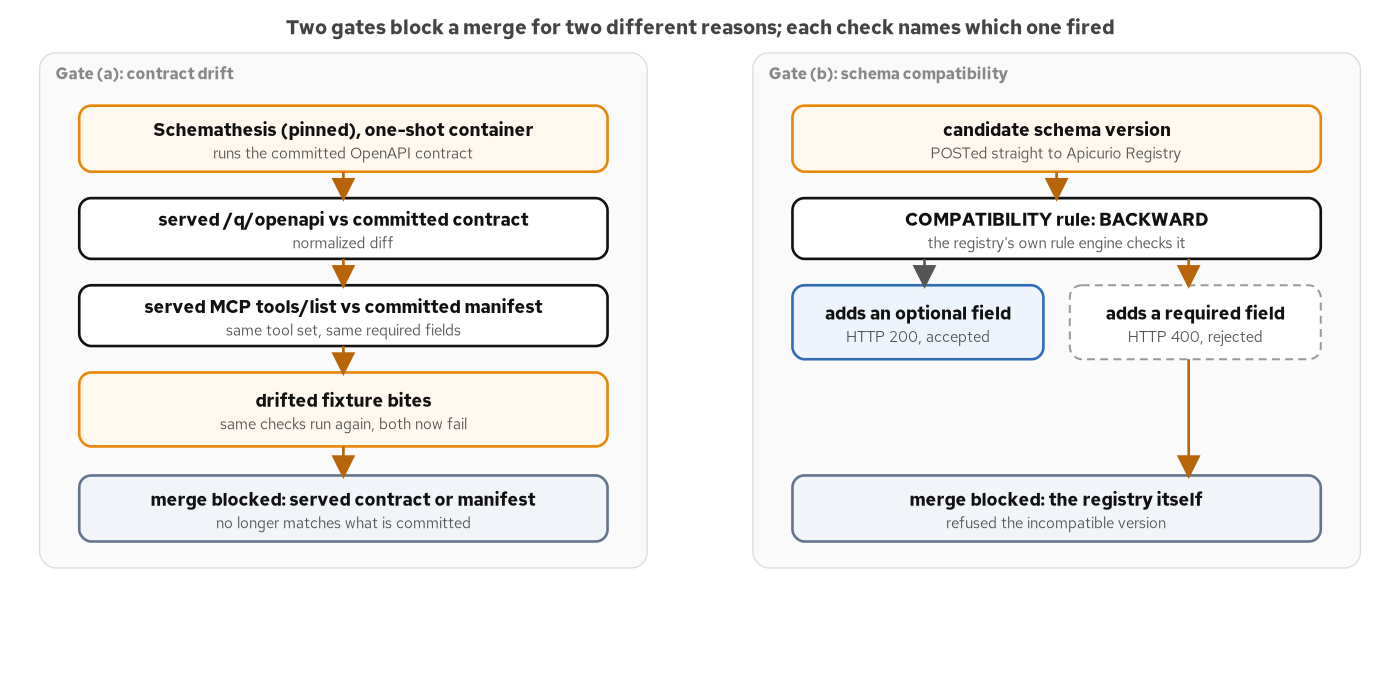 Two gates block a merge for two different reasons; each check names which one fired
Gate (a): contract drift
Schemathesis (pinned), one-shot container
runs the committed OpenAPI contract
served /q/openapi vs committed contract
normalized diff
served MCP tools/list vs committed manifest
same tool set, same required fields
drifted fixture bites
same checks run again, both now fail
merge blocked: served contract or manifest
no longer matches what is committed
Gate (b): schema compatibility
candidate schema version
POSTed straight to Apicurio Registry
COMPATIBILITY rule: BACKWARD
the registry's own rule engine checks it
adds an optional field
HTTP 200, accepted
adds a required field
HTTP 400, rejected
merge blocked: the registry itself
refused the incompatible version